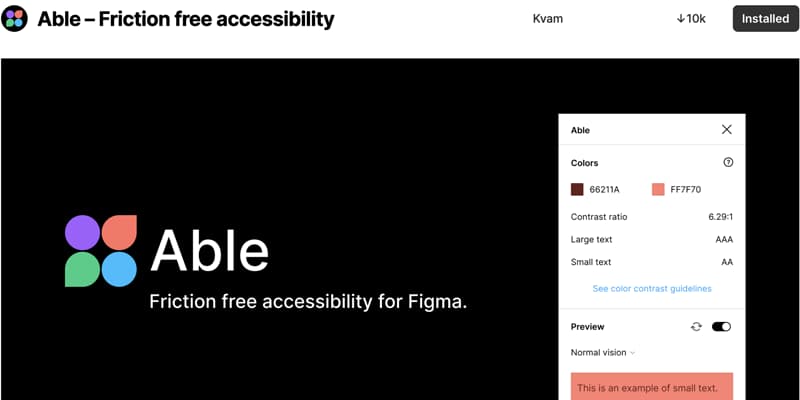 Able – Friction free accessibility
Kvam
↓10k
Installed
Able
Friction free accessibility for Figma.
Able
Colors
66211A
FF7F70
Contrast ratio
6.29:1
Large text
AAA
Small text
AA
See color contrast guidelines
Preview
Normal vision
This is an example of small text.